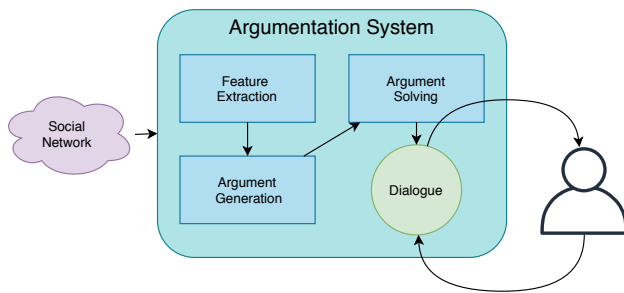 Argumentation System
Feature
Extraction
Argument
Solving
Social
Network
Argument
Generation
Dialogue